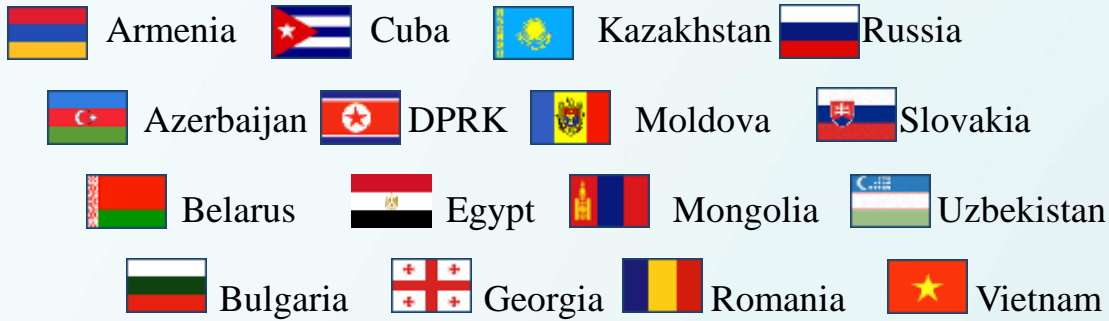 Armenia Cuba Kazakhstan Russia
Azerbaijan DPRK Moldova Slovakia
Belarus Egypt Mongolia Uzbekistan
Bulgaria Georgia Romania Vietnam